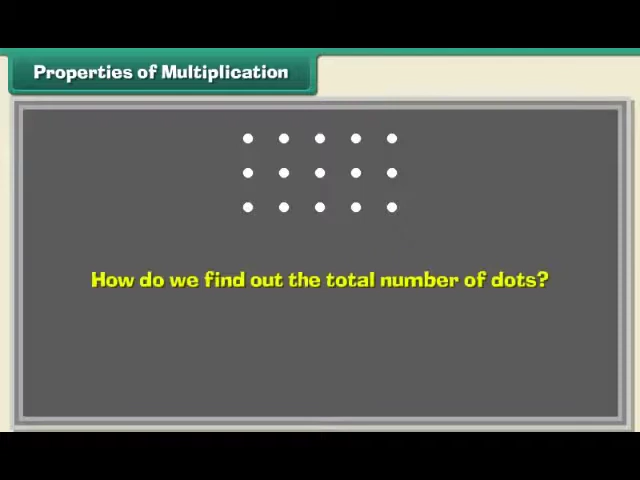 Properties of Multiplication
How do we find out the total number of dots?